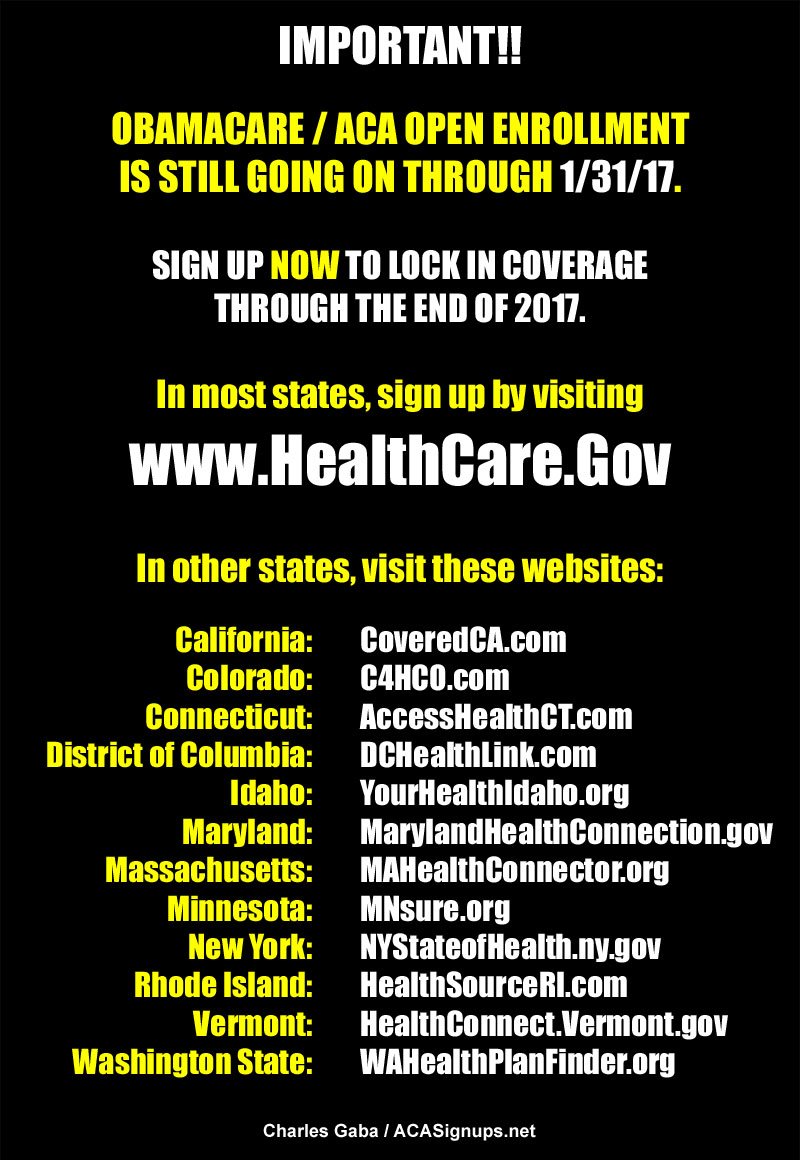 IMPORTANT!!
OBAMACARE / ACA OPEN ENROLLMENT
IS STILL GOING ON THROUGH 1/31/17.
SIGN UP NOW TO LOCK IN COVERAGE
THROUGH THE END OF 2017.
In most states, sign up by visiting
www.HealthCare.Gov
In other states, visit these websites:
California: CoveredCA.com
Colorado: C4HCO.com
Connecticut: AccessHealthCT.com
District of Columbia: DCHealthLink.com
Idaho: YourHealthIdaho.org
Maryland: MarylandHealthConnection.gov
Massachusetts: MAHealthConnector.org
Minnesota: MNsure.org
New York: NYStateofHealth.ny.gov
Rhode Island: HealthSourceRI.com
Vermont: HealthConnect.Vermont.gov
Washington State: WAHealthPlanFinder.org
Charles Gaba / ACASignups.net